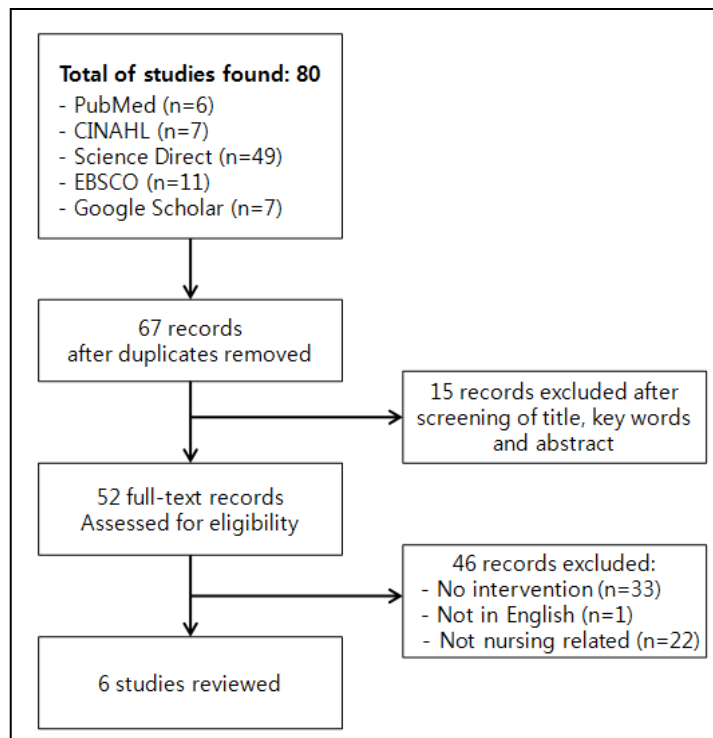 Total of studies found: 80
- PubMed (n=6)
- CINAHL (n=7)
- Science Direct (n=49)
- EBSCO (n=11)
- Google Scholar (n=7)
67 records
after duplicates removed
15 records excluded after
screening of title, key words
and abstract
52 full-text records
Assessed for eligibility
46 records excluded:
- No intervention (n=33)
- Not in English (n=1)
- Not nursing related (n=22)
6 studies reviewed